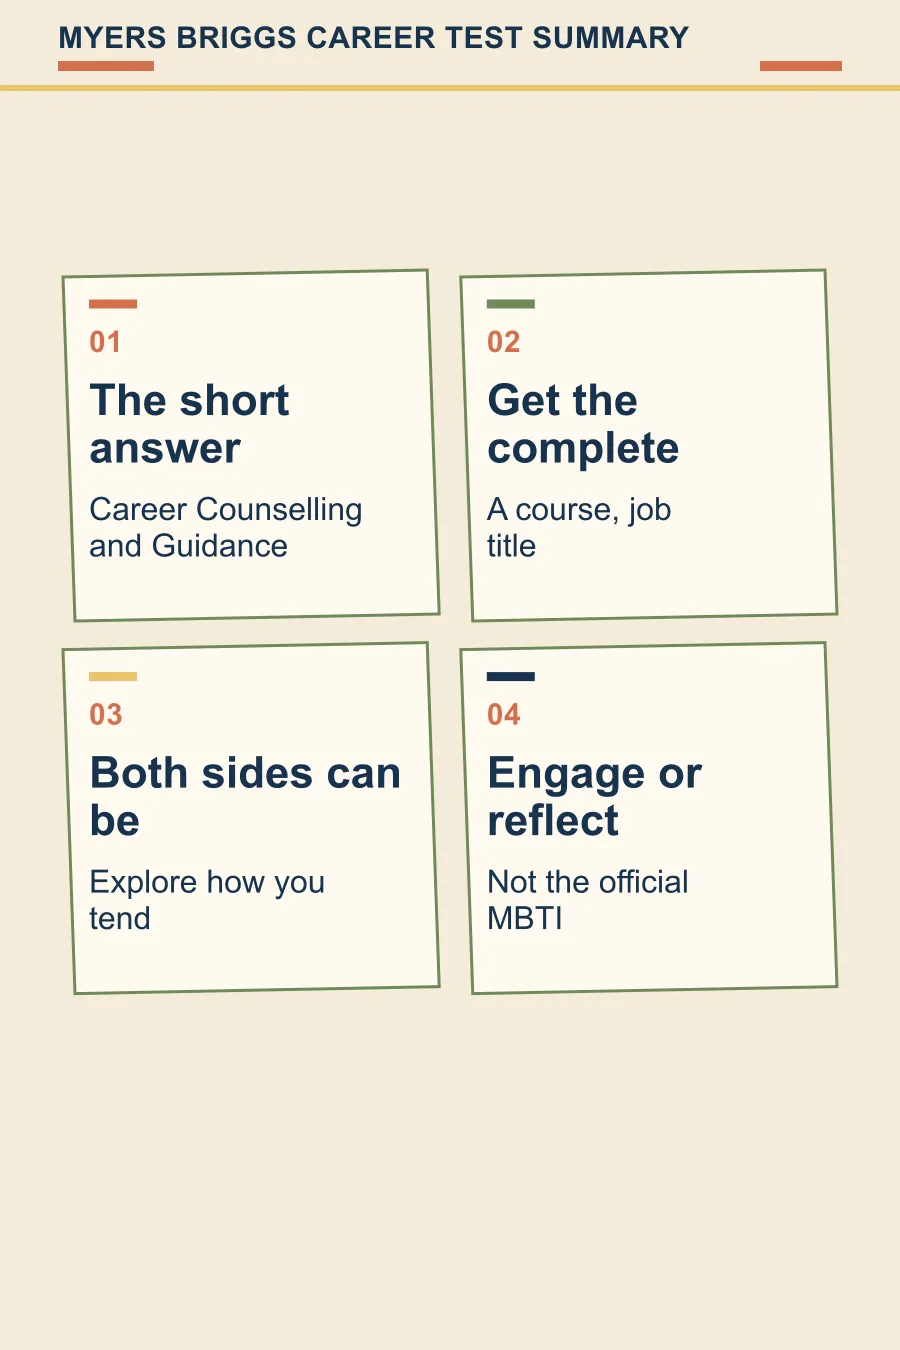 MYERS BRIGGS CAREER TEST SUMMARY
01
The short
answer
Career Counselling
and Guidance
02
Get the
complete
A course, job
title
03
Both sides can
be
Explore how you
tend
04
Engage or
reflect
Not the official
MBTI